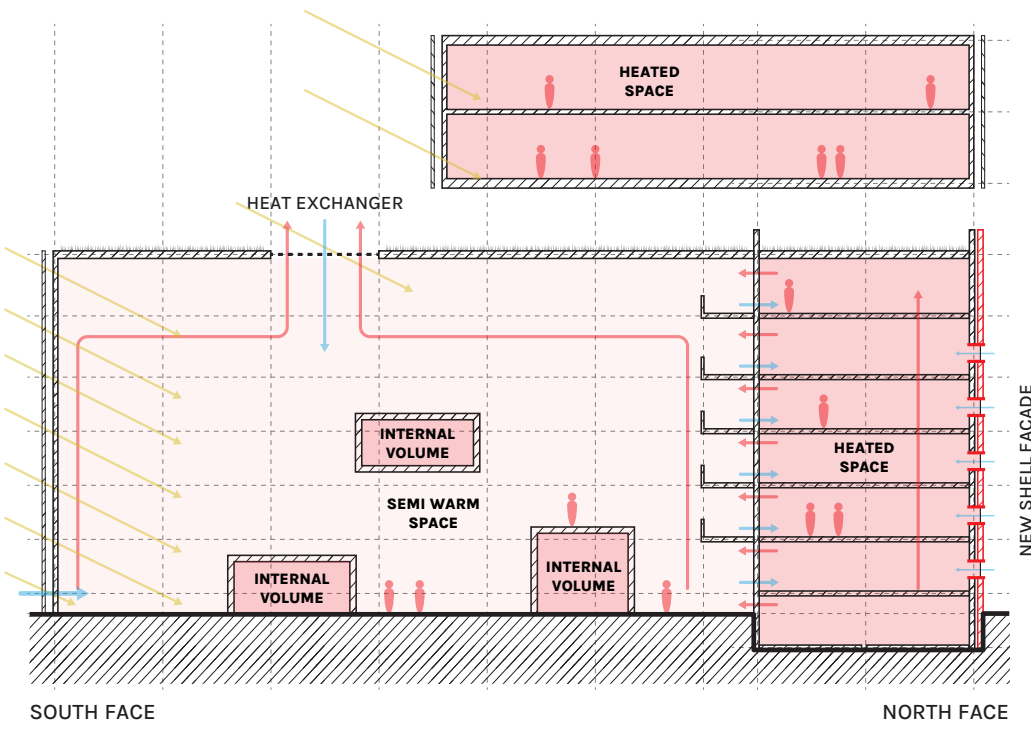 HEATED
SPACE
HEAT EXCHANGER
INTERNAL
VOLUME
HEATED
SPACE
SEMI WARM
SPACE
INTERNAL
VOLUME
INTERNAL
VOLUME
NEW SHELL FACADE
SOUTH FACE
NORTH FACE